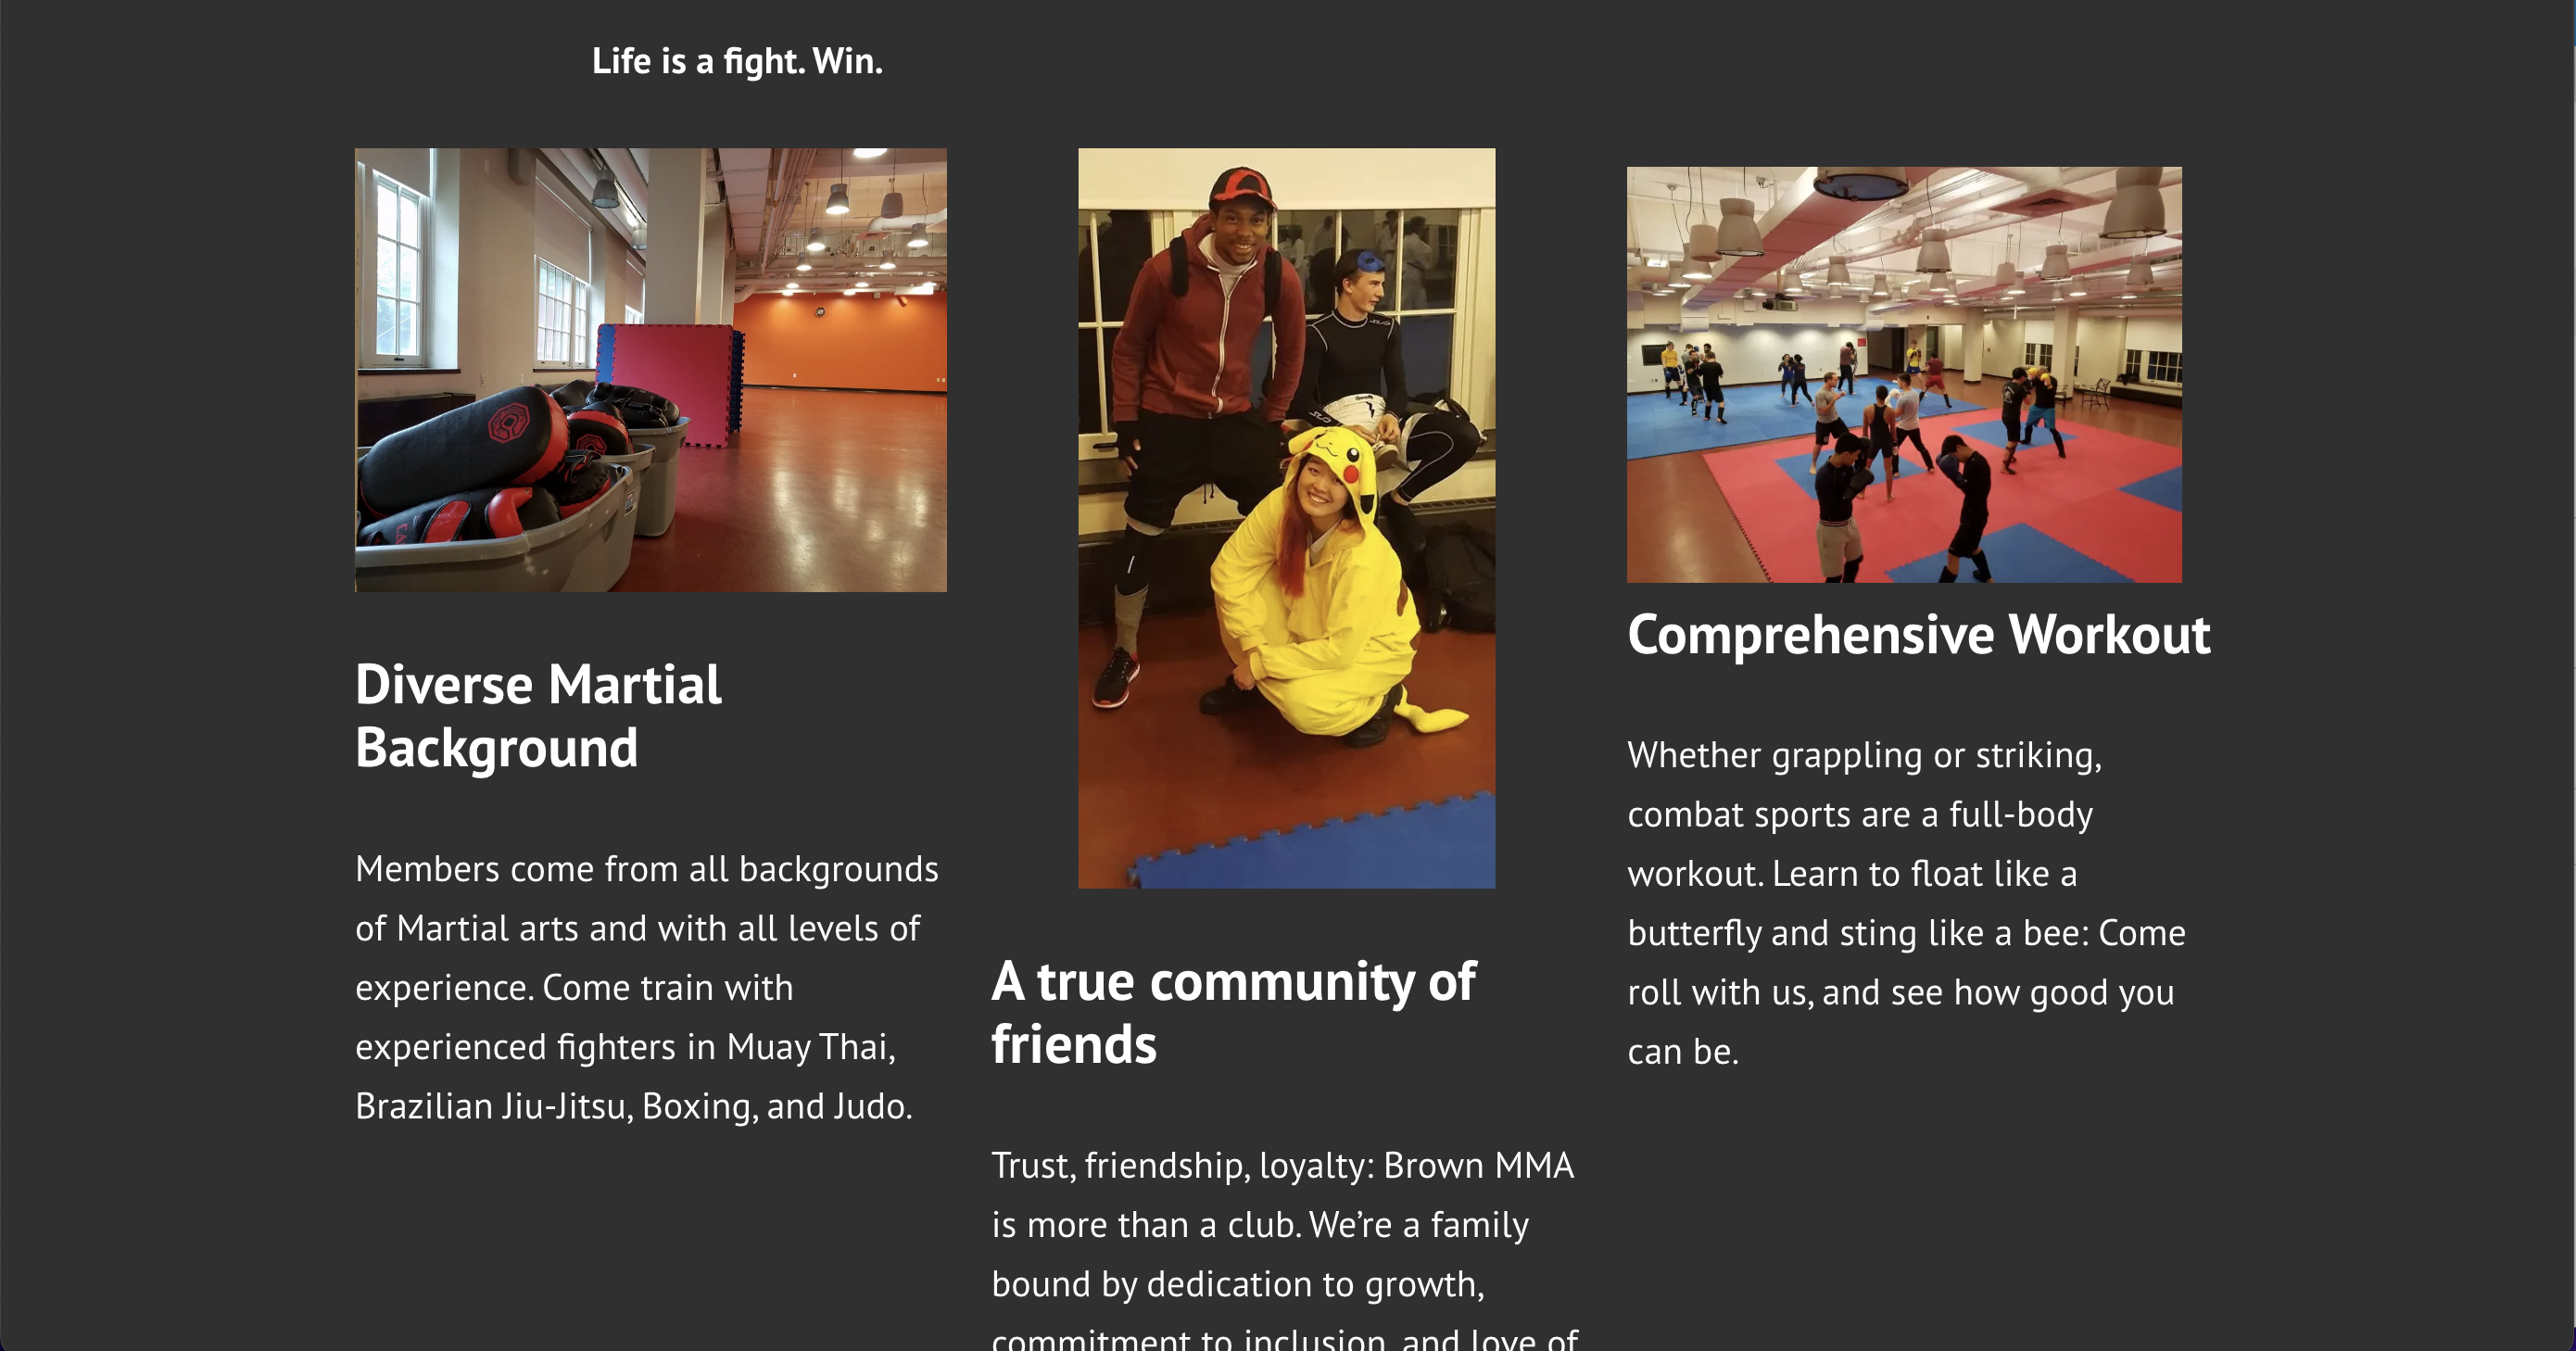 Life is a fight. Win.
Diverse Martial
Background
Members come from all backgrounds
of Martial arts and with all levels of
experience. Come train with
experienced fighters in Muay Thai,
Brazilian Jiu-Jitsu, Boxing, and Judo.
A true community of
friends
Trust, friendship, loyalty: Brown MMA
is more than a club. We’re a family
bound by dedication to growth,
commitment to inclusion, and love of
Comprehensive Workout
Whether grappling or striking,
combat sports are a full-body
workout. Learn to float like a
butterfly and sting like a bee: Come
roll with us, and see how good you
can be.